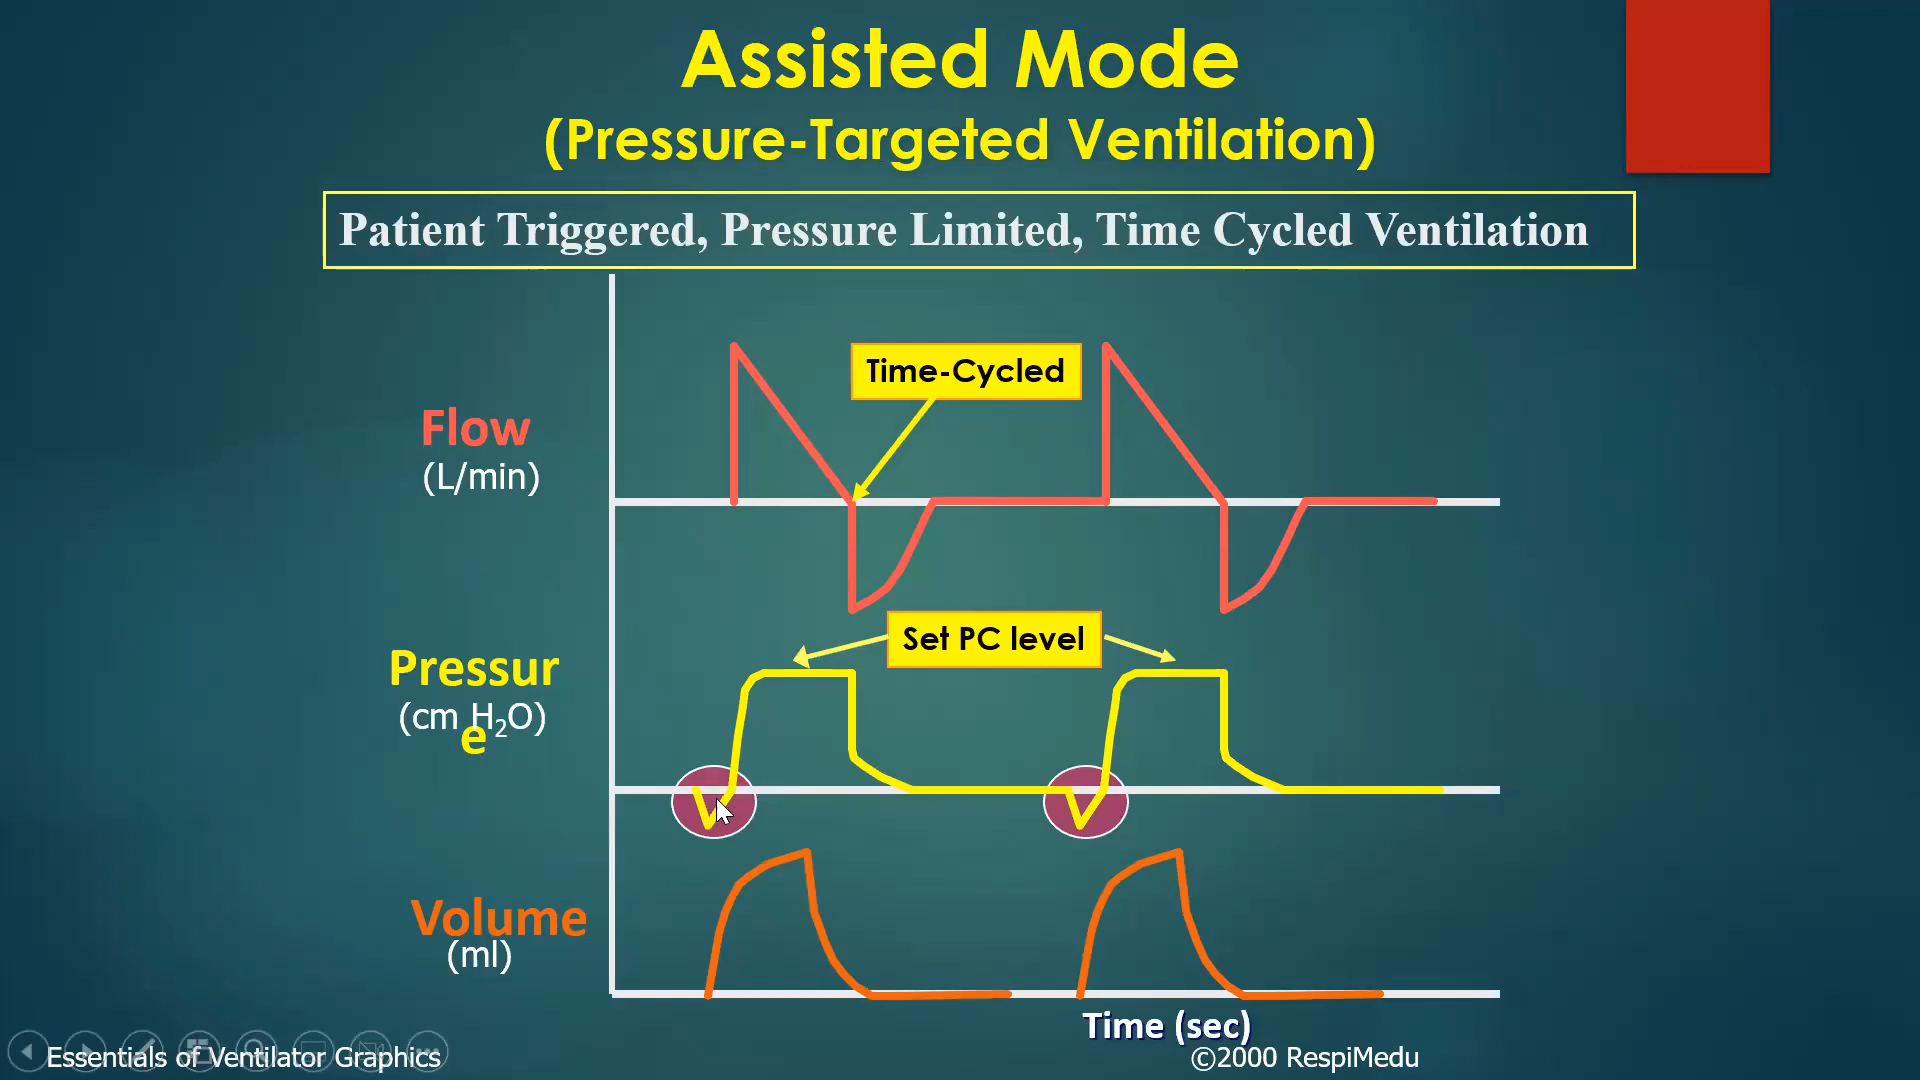 Assisted Mode
(Pressure-Targeted Ventilation)
Patient Triggered, Pressure Limited, Time Cycled Ventilation
Time-Cycled
Flow
(L/min)
Set PC level
Pressur
(cm H₂O)
e
Volume
(ml)
Time (sec)
Essentials of Ventilator Graphics
©2000 RespiMedu